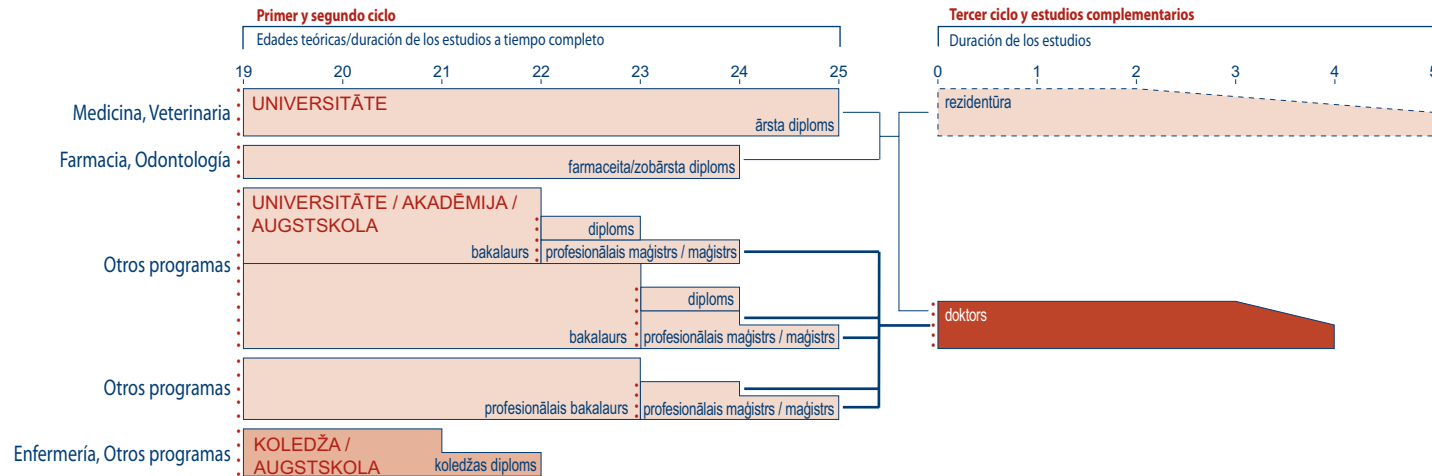 Primer y segundo ciclo
Edades teóricas/duración de los estudios a tiempo completo
19 20 21 22 23 24 25
Tercer ciclo y estudios complementarios
Duración de los estudios
0 1 2 3 4 5
Medicina, Veterinaria
UNIVERSITĀTE
ārsta diploms
rezidentūra
Farmacia, Odontología
farmaceita/zobārsta diploms
Otros programas
UNIVERSITĀTE / AKADĒMIJA /
AUGSTSKOLA
diploms
bakalaurs
profesionālais maģistrs / maģistrs
diploms
bakalaurs
profesionālais maģistrs / maģistrs
doktors
Otros programas
profesionālais bakalaurs
profesionālais maģistrs / maģistrs
Enfermería, Otros programas
KOLEDŽA /
AUGSTSKOLA
koledžas diploms